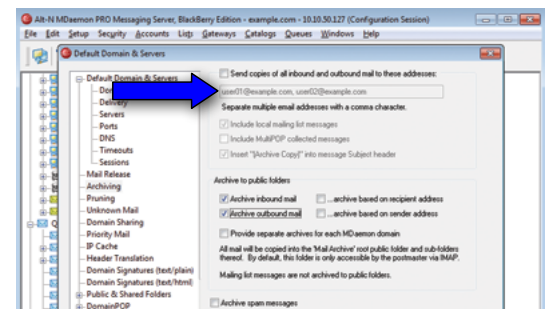 Alt-N MDaemon PRO Messaging Server, BlackBerry Edition - example.com - 10.10.50.127 (Configuration Session)
File Edit Setup Security Accounts Lists Gateways Catalogs Queues Windows Help
Default Domain & Servers
Default Domain & Servers
Delivery
Servers
Ports
DNS
Timeouts
Sessions
Mail Release
Archiving
Pruning
Unknown Mail
Domain Sharing
Priority Mail
IP Cache
Header Translation
Domain Signatures (text/plain)
Domain Signatures (text/html)
Public & Shared Folders
DomainPOP
Send copies of all inbound and outbound mail to these addresses:
user01@example.com, user02@example.com
Separate multiple email addresses with a comma character.
Include local mailing list messages
Include MultiPOP collected messages
Insert "(Archive Copy)" into message Subject header
Archive to public folders
Archive inbound mail ...archive based on recipient address
Archive outbound mail ...archive based on sender address
Provide separate archives for each MDaemon domain
All mail will be copied into the 'Mail Archive' root public folder and sub-folders
thereof. By default, this folder is only accessible by the postmaster via IMAP.
Mailing list messages are not archived to public folders.
Archive spam messages